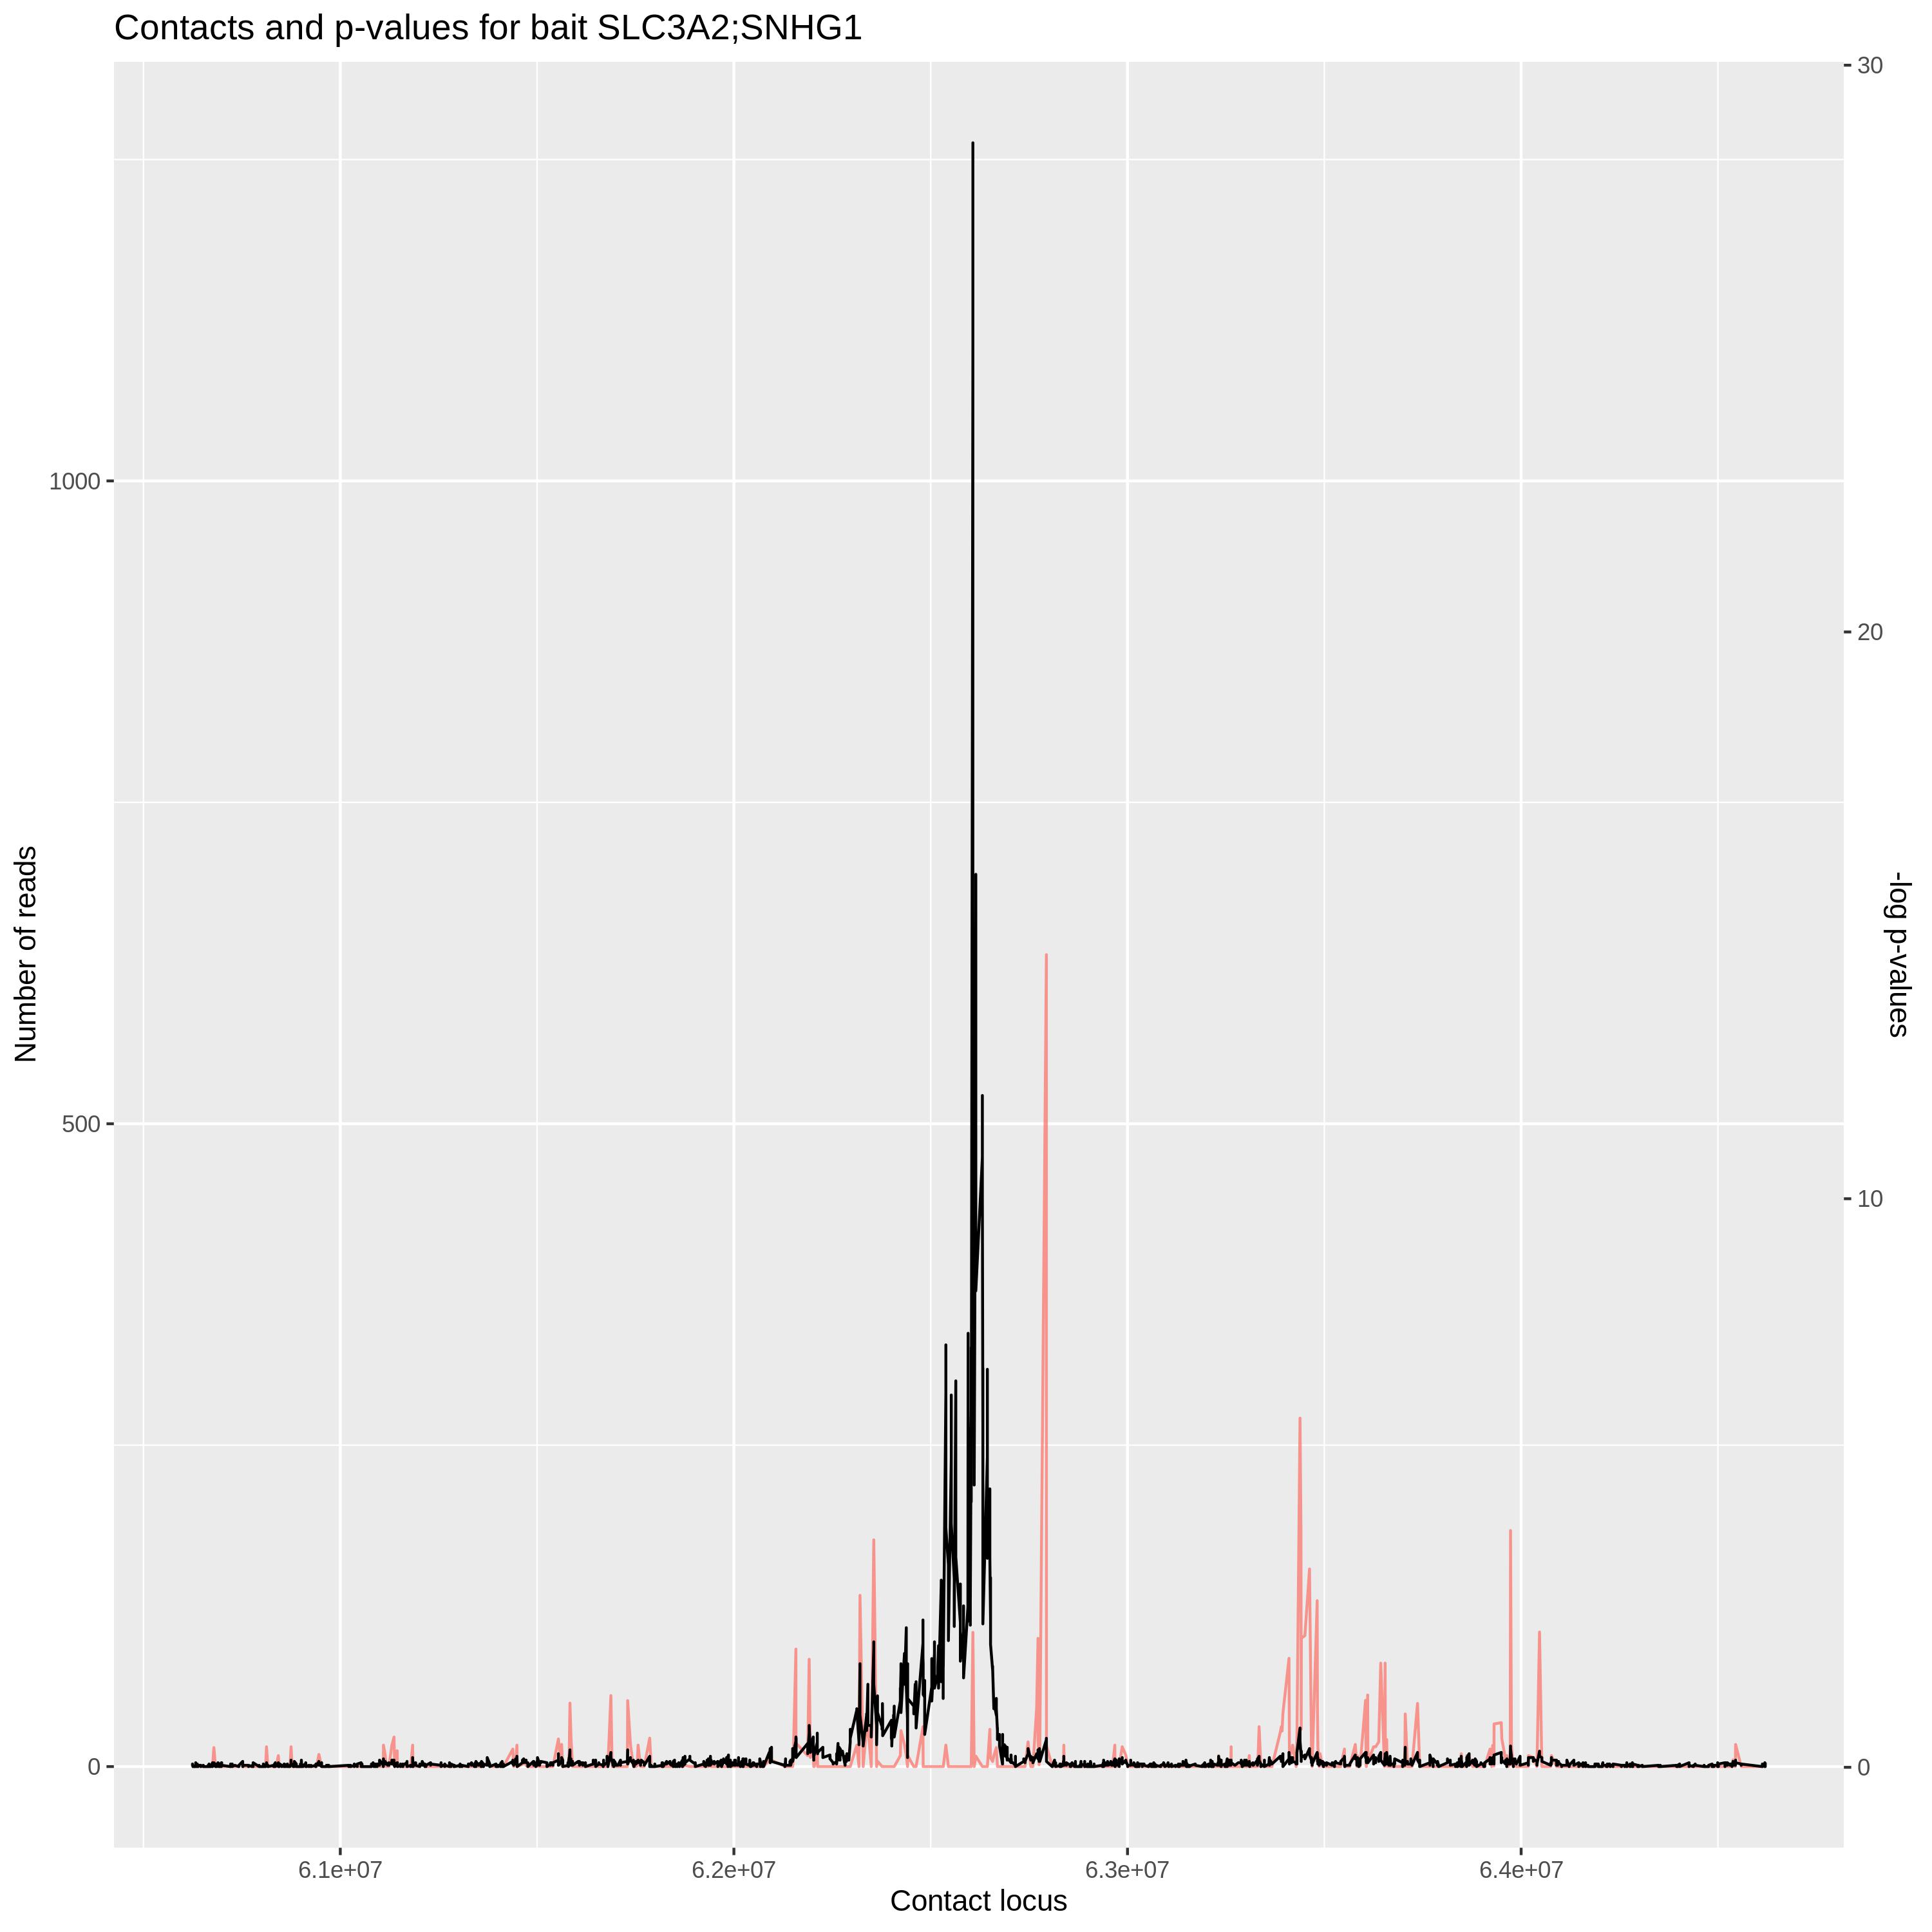 Contacts and p-values for bait SLC3A2;SNHG1
30
1000
20
Number of reads
-log p-values
500
10
0
0
6.1e+07
6.2e+07
6.3e+07
6.4e+07
Contact locus